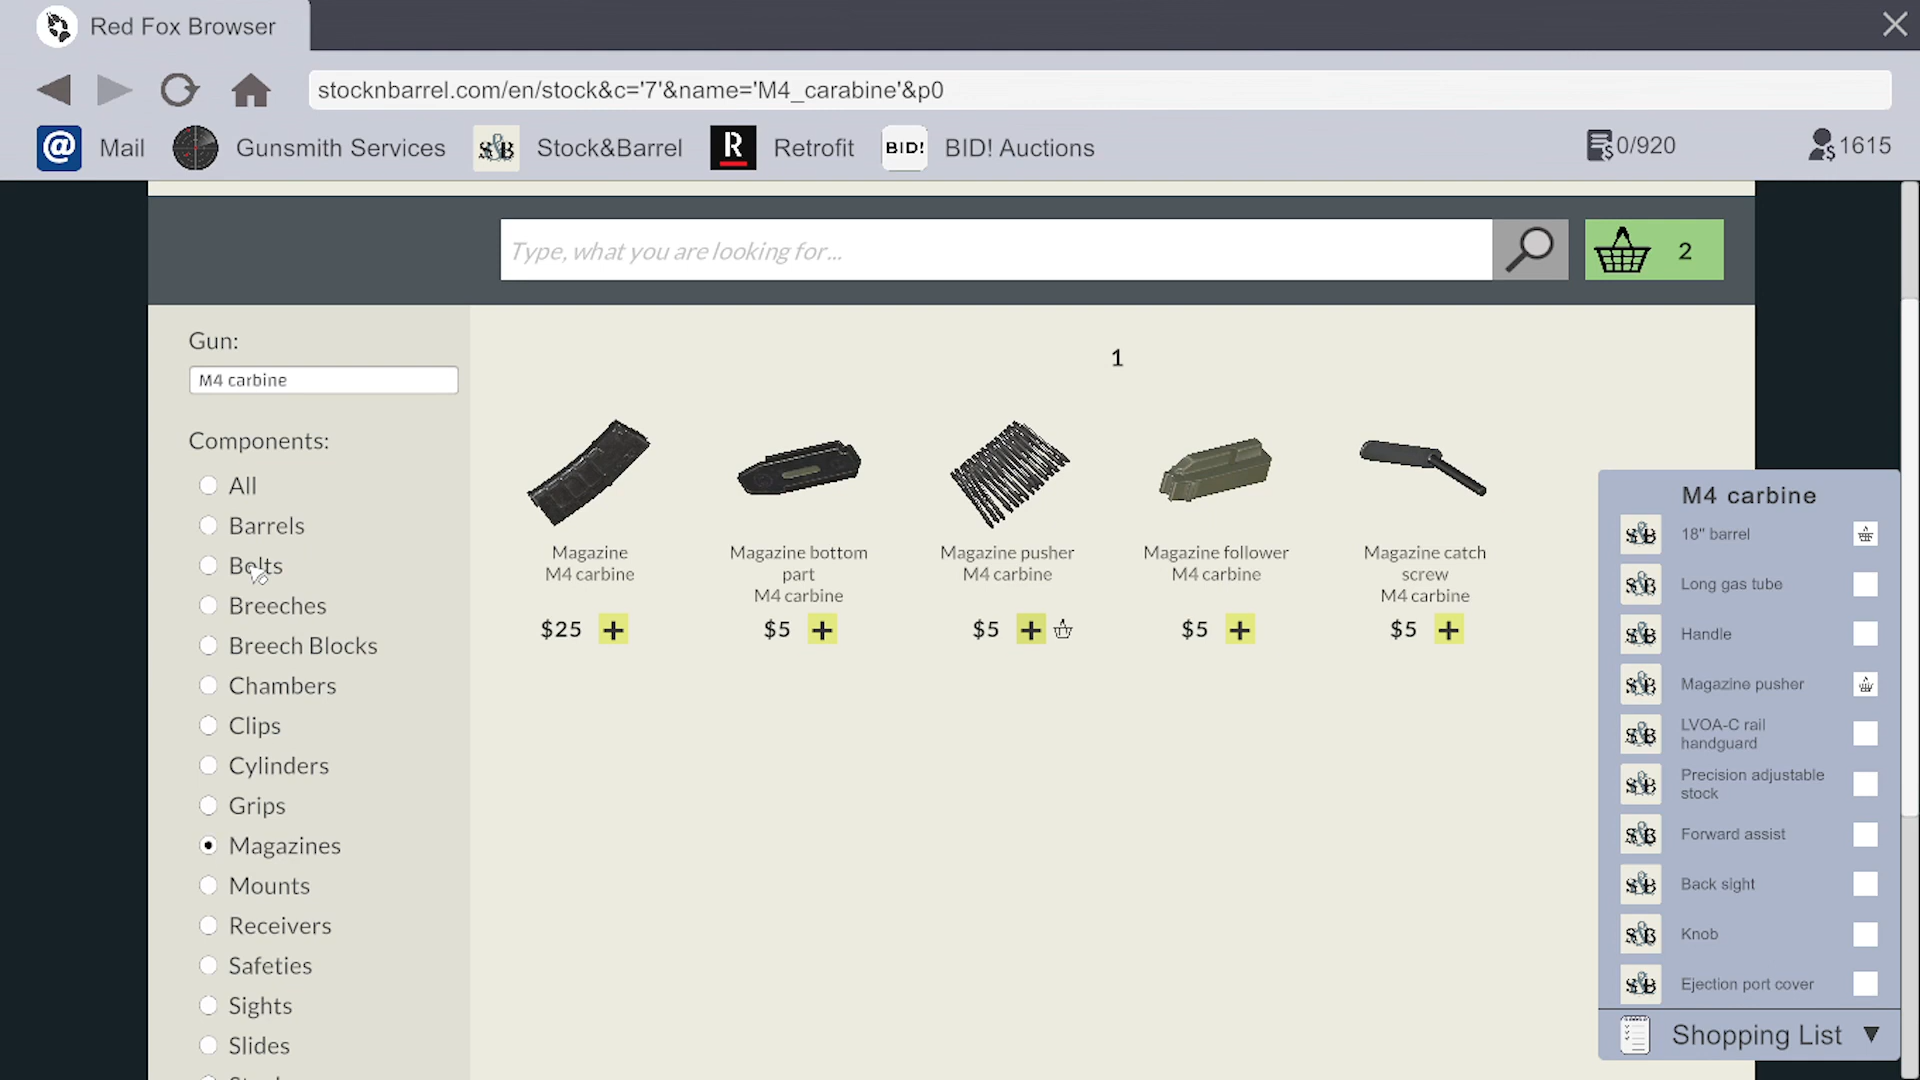 Red Fox Browser
stocknbarrel.com/en/stock&c='7'&name='M4_carabine'&p0
@ Mail Gunsmith Services S&B Stock&Barrel R Retrofit BID! BID! Auctions $0/920 $1615
Type, what you are looking for...
2
Gun:
M4 carbine
Components:
All
Barrels
Bolts
Breeches
Breech Blocks
Chambers
Clips
Cylinders
Grips
Magazines
Mounts
Receivers
Safeties
Sights
Slides
1
Magazine
M4 carbine
$25 +
Magazine bottom
part
M4 carbine
$5 +
Magazine pusher
M4 carbine
$5 +
Magazine follower
M4 carbine
$5 +
Magazine catch
screw
M4 carbine
$5 +
M4 carbine
S&B 18" barrel
S&B Long gas tube
S&B Handle
S&B Magazine pusher
S&B LVOA-C rail
handguard
S&B Precision adjustable
stock
S&B Forward assist
S&B Back sight
S&B Knob
S&B Ejection port cover
Shopping List